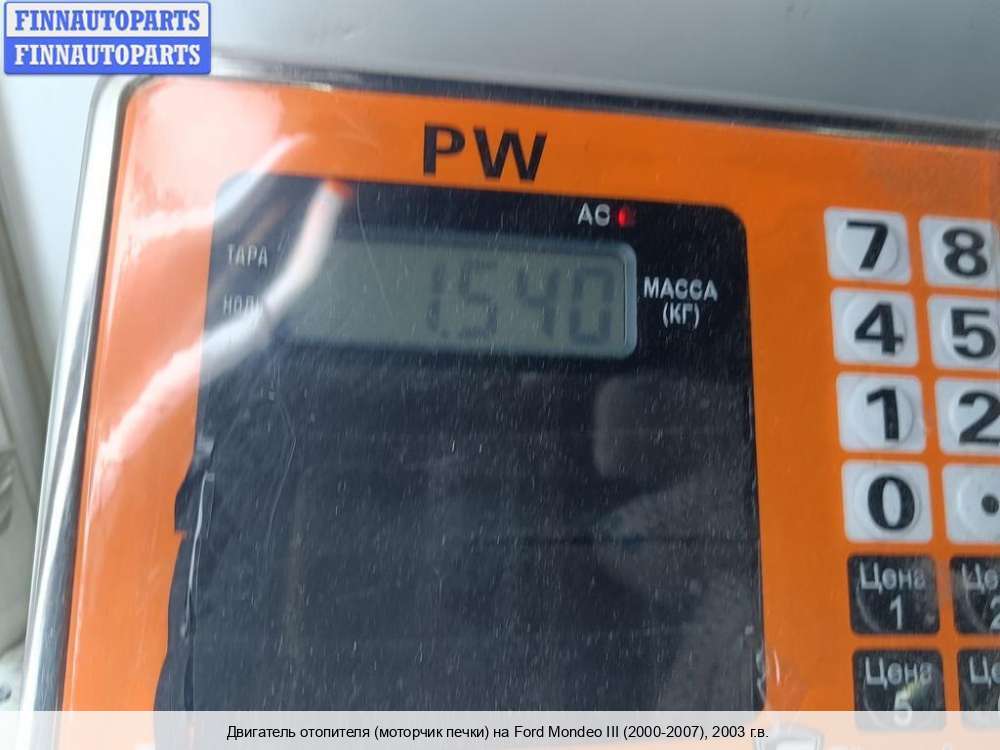 FINNAUTOPARTS
FINNAUTOPARTS
PW
AC
ТАРА
1.540
МАССА
(КГ)
НОЛЬ
7 8
4 5
1 2
0 .
Цена
1
Цена
5
Двигатель отопителя (моторчик печки) на Ford Mondeo III (2000-2007), 2003 г.в.